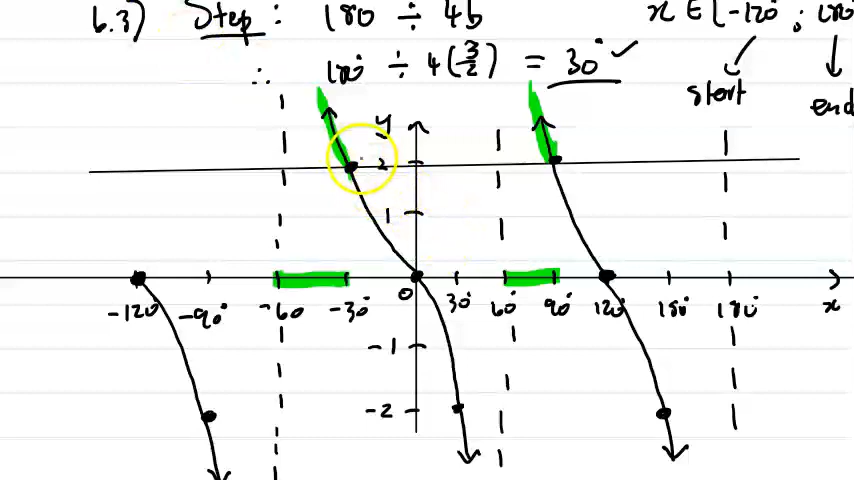 6.3) Step: 180 ÷ 4b x ∈ [-120°; 180°
∴ 180° ÷ 4(3/2) = 30° ✓ start end
y
2
1
-120° -90° -60 -30° 0 30° 60° 90° 120° 150° 180° x
-1
-2